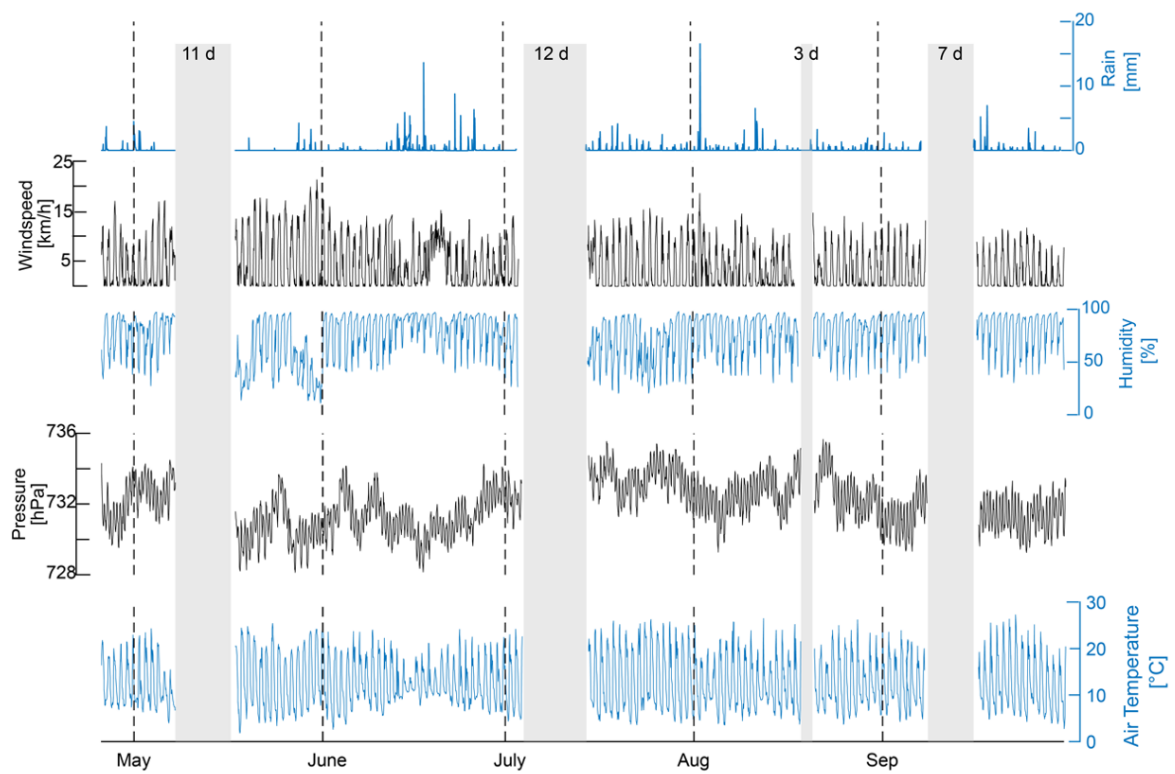 20
11 d
12 d
3 d
7 d
Rain
[mm]
10
0
25
Windspeed
[km/h]
15
5
100
Humidity
[%]
50
0
736
Pressure
[hPa]
732
728
30
Air Temperature
[°C]
20
10
0
May
June
July
Aug
Sep